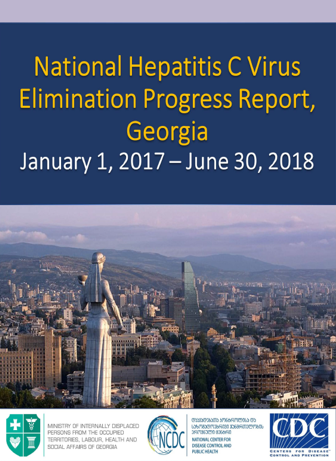 National Hepatitis C Virus
Elimination Progress Report,
Georgia
January 1, 2017 – June 30, 2018
MINISTRY OF INTERNALLY DISPLACED
PERSONS FROM THE OCCUPIED
TERRITORIES, LABOUR, HEALTH AND
SOCIAL AFFAIRS OF GEORGIA
NCDC
NATIONAL CENTER FOR
DISEASE CONTROL AND
PUBLIC HEALTH
CDC
CENTERS FOR DISEASE
CONTROL AND PREVENTION